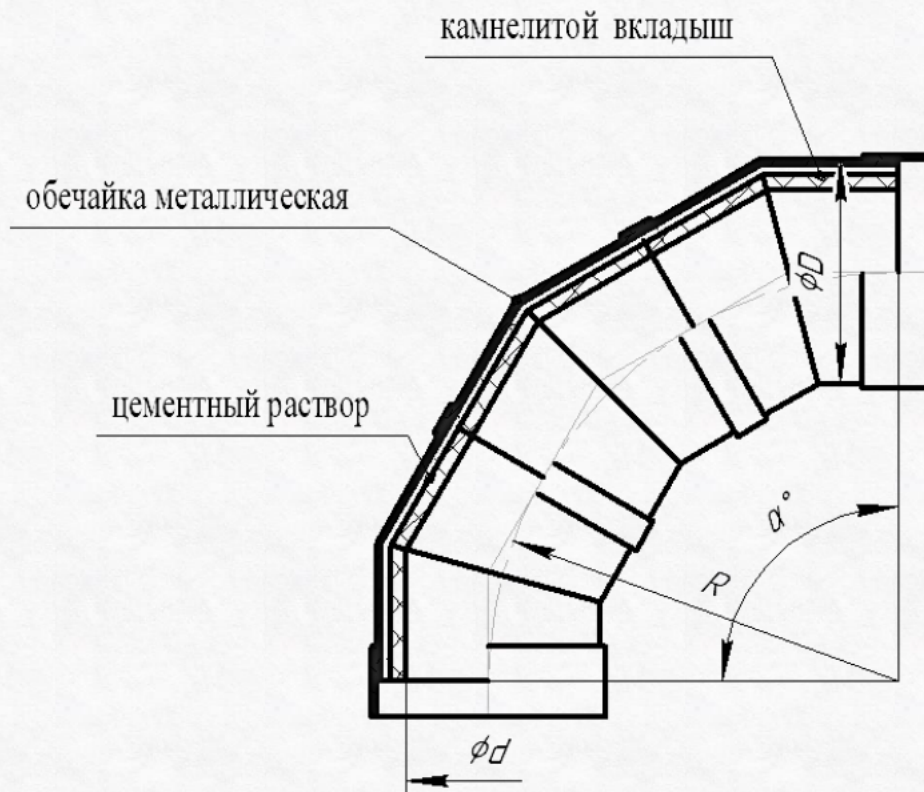 камнелитой вкладыш
обечайка металлическая
ϕD
цементный раствор
α°
R
ϕd